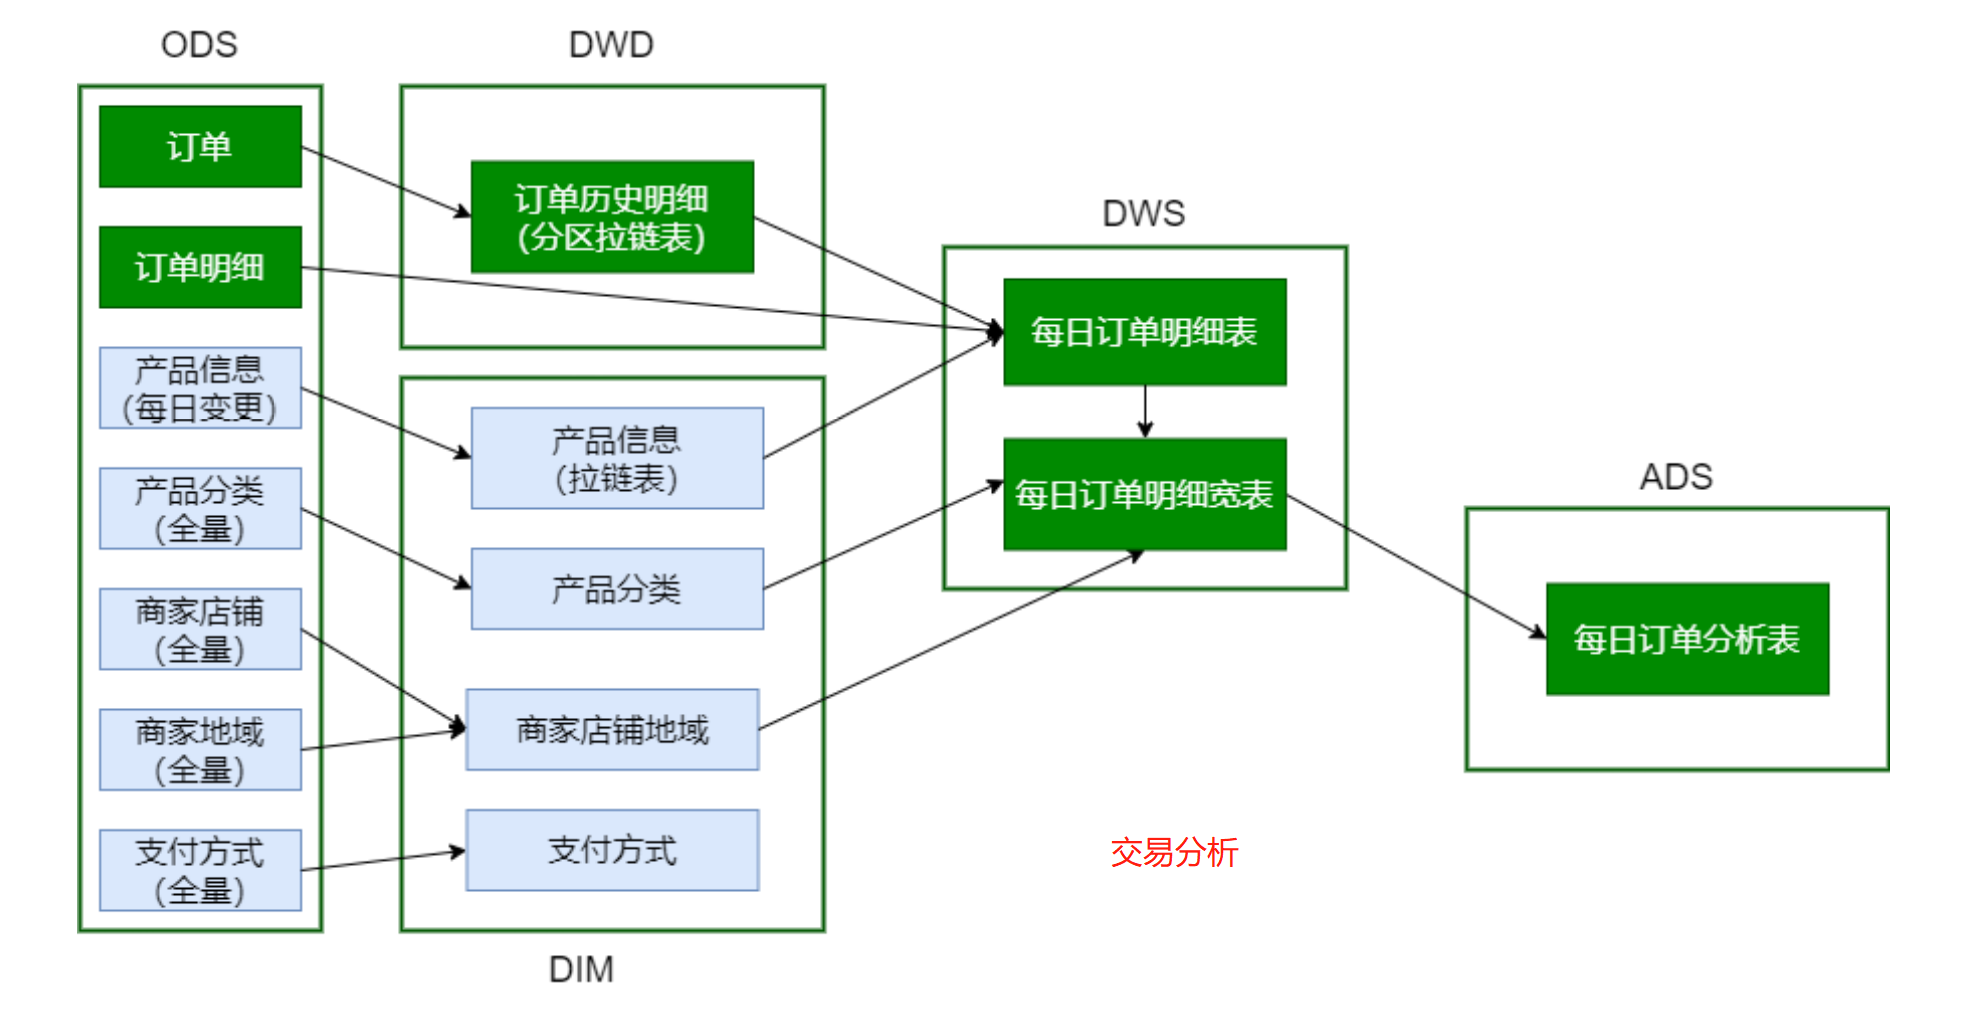 ODS
订单
订单明细
产品信息
(每日变更)
产品分类
(全量)
商家店铺
(全量)
商家地域
(全量)
支付方式
(全量)
DWD
订单历史明细
(分区拉链表)
产品信息
(拉链表)
产品分类
商家店铺地域
支付方式
DIM
DWS
每日订单明细表
每日订单明细宽表
ADS
每日订单分析表
交易分析